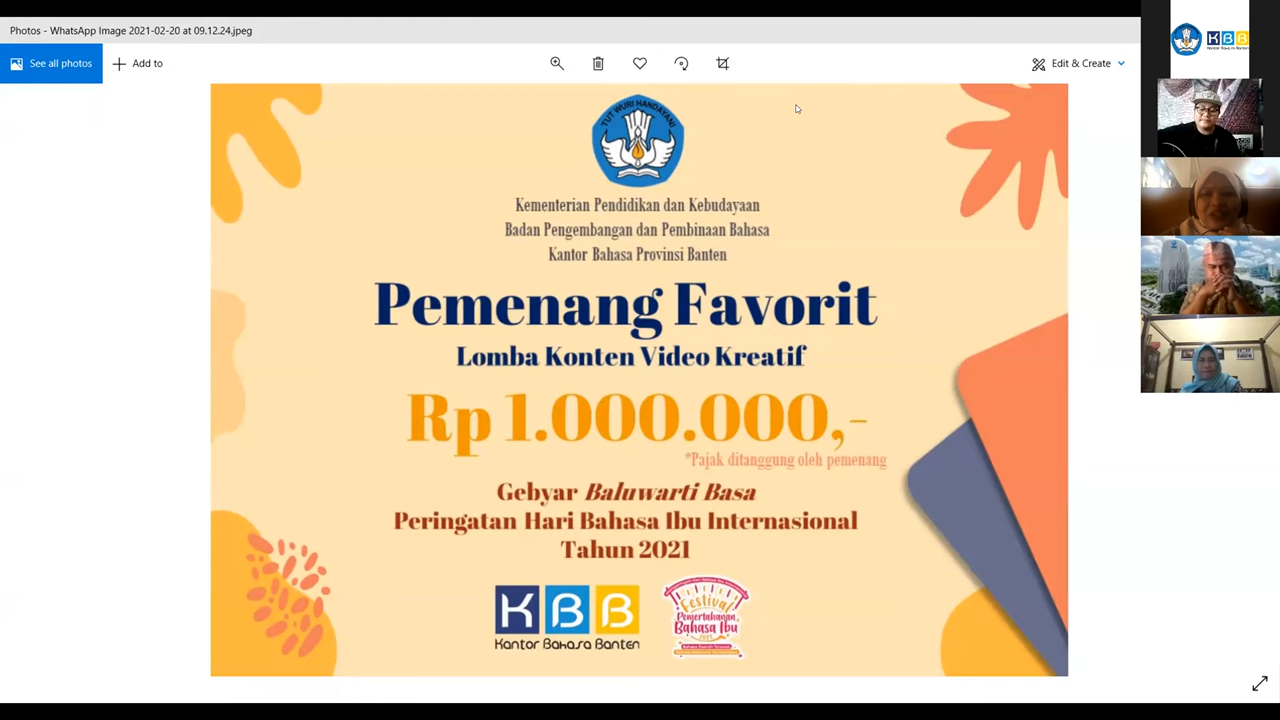 Photos - WhatsApp Image 2021-02-20 at 09.12.24.jpeg
See all photos
Add to
Edit & Create
TUT WURI HANDAYANI
Kementerian Pendidikan dan Kebudayaan
Badan Pengembangan dan Pembinaan Bahasa
Kantor Bahasa Provinsi Banten
Pemenang Favorit
Lomba Konten Video Kreatif
Rp 1.000.000,-
*Pajak ditanggung oleh pemenang
Gebyar Baluwarti Basa
Peringatan Hari Bahasa Ibu Internasional
Tahun 2021
KBB
Kantor Bahasa Banten
Festival
Pemertahanan
Bahasa Ibu
2021
KBB
Kantor Bahasa Banten